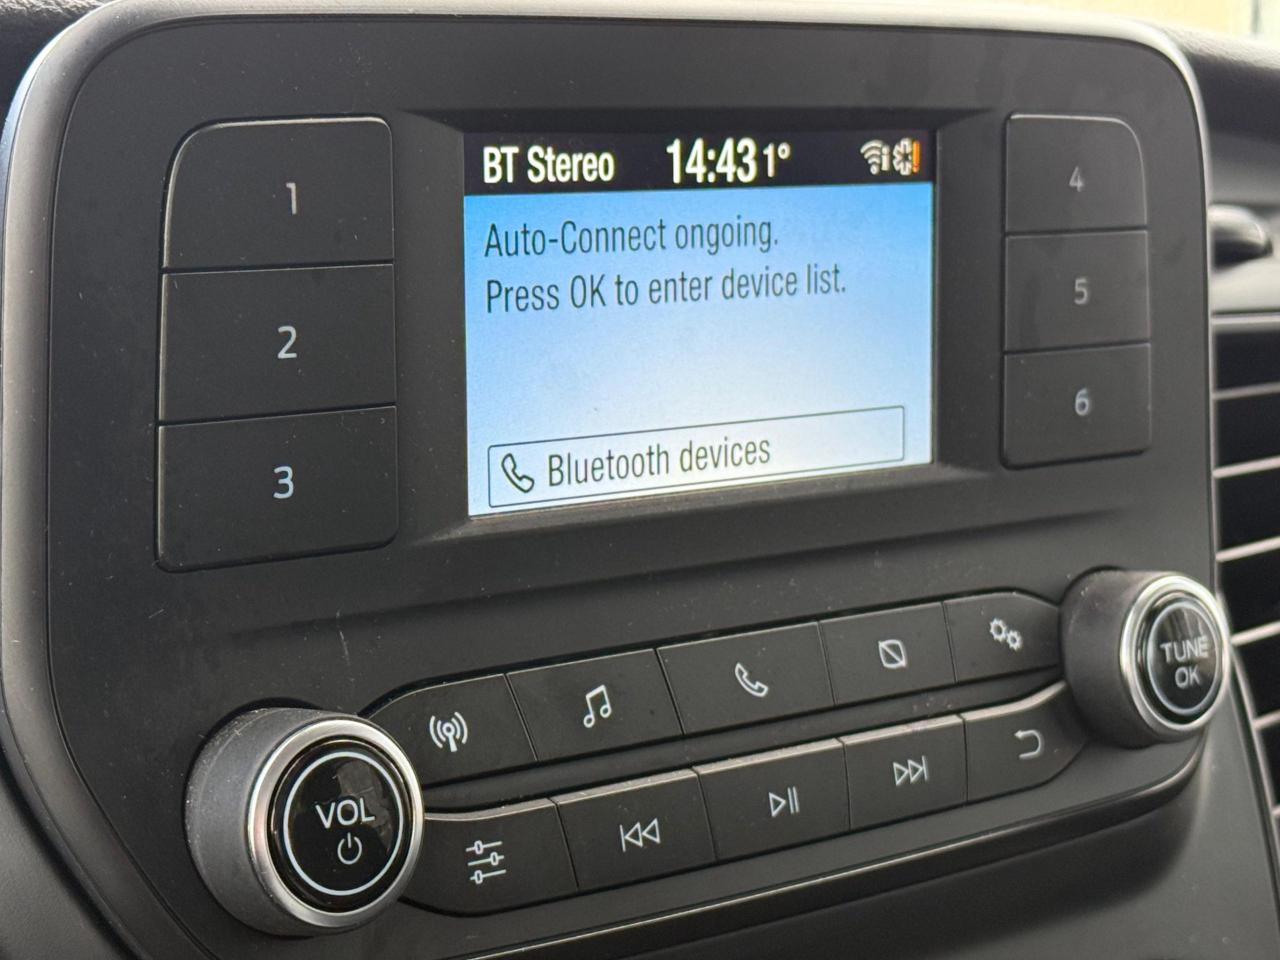 BT Stereo 14:43 1°
Auto-Connect ongoing.
Press OK to enter device list.
Bluetooth devices
1
2
3
4
5
6
VOL
TUNE
OK